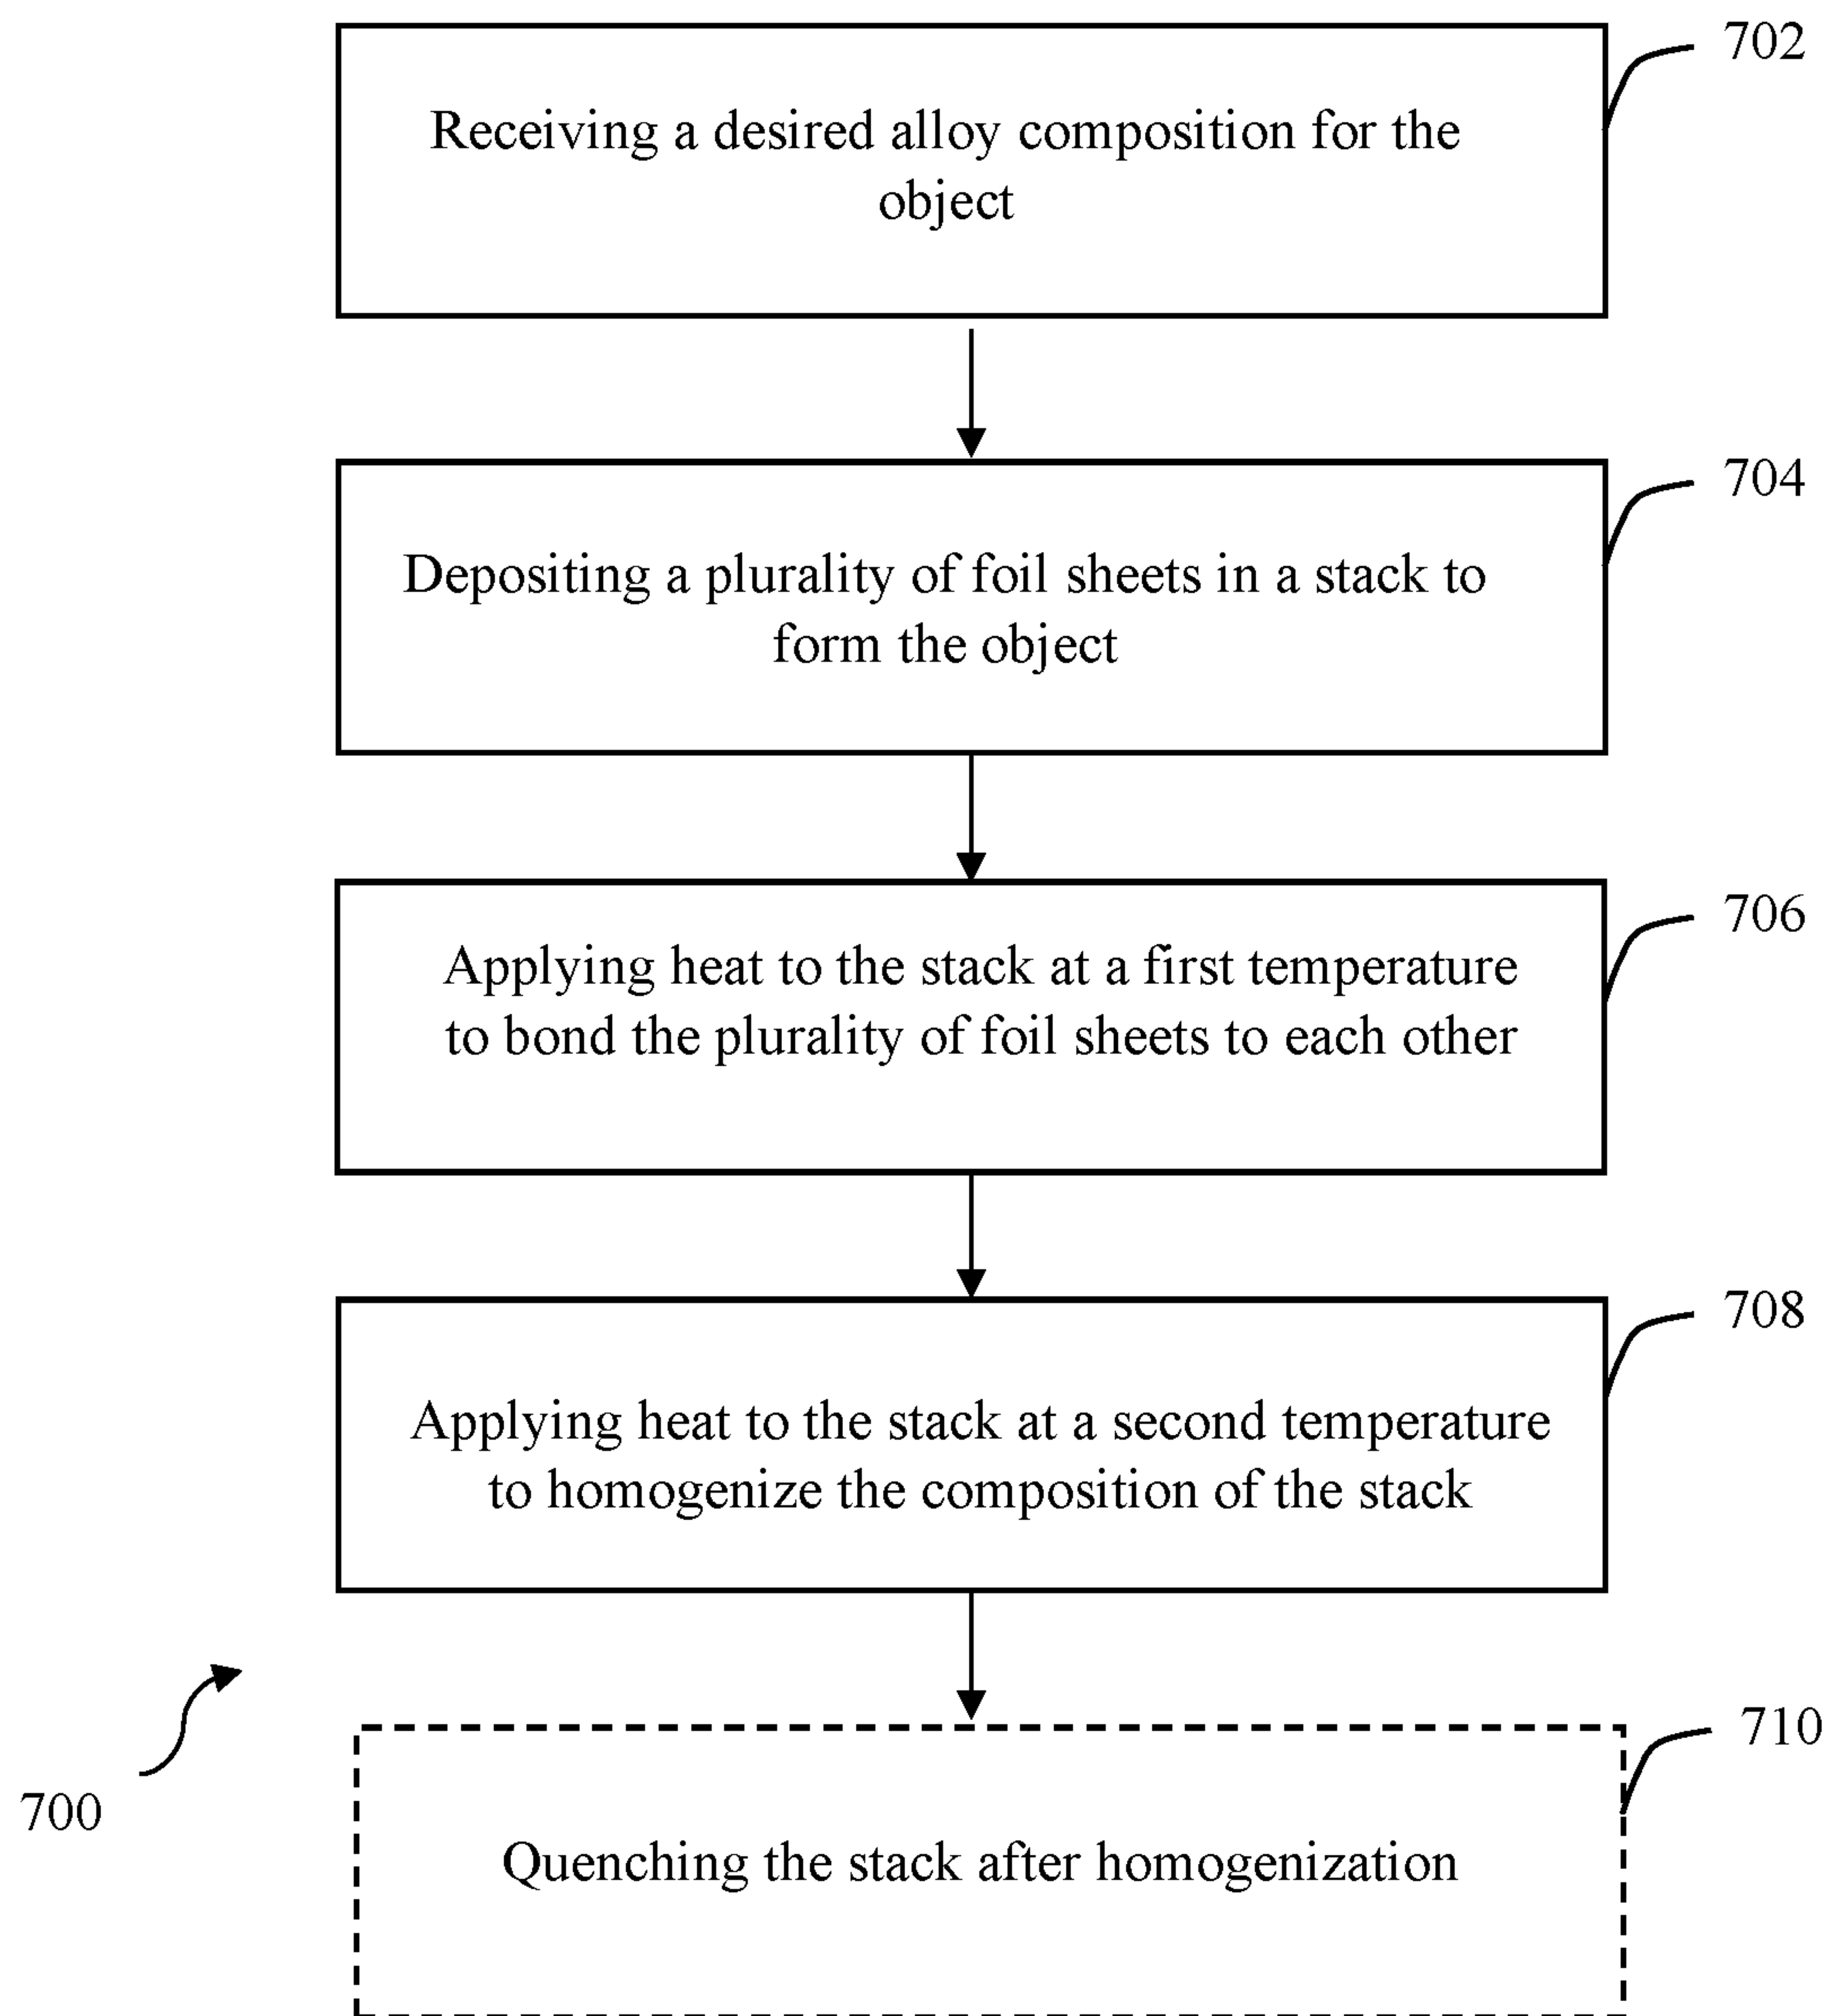 702
Receiving a desired alloy composition for the
object
704
Depositing a plurality of foil sheets in a stack to
form the object
706
Applying heat to the stack at a first temperature
to bond the plurality of foil sheets to each other
708
Applying heat to the stack at a second temperature
to homogenize the composition of the stack
710
700
Quenching the stack after homogenization